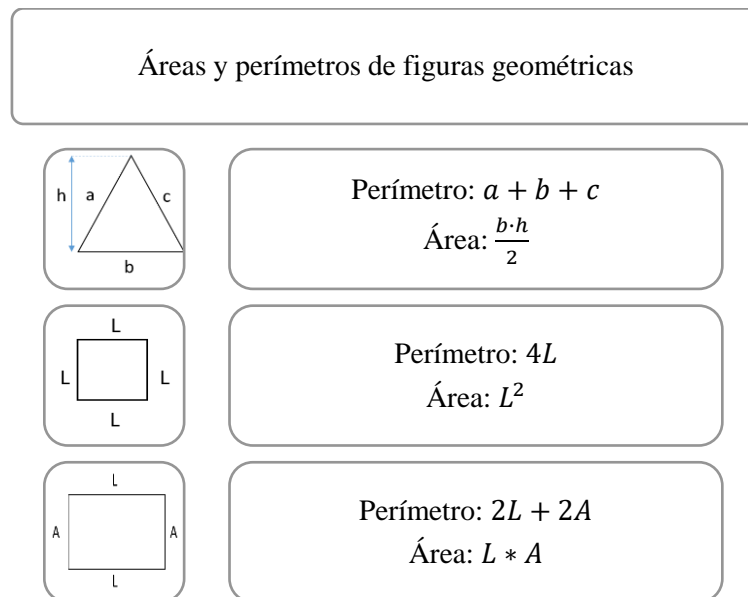 Áreas y perímetros de figuras geométricas
h a c
b
Perímetro: a + b + c
Área: b·h/2
L
L L
L
Perímetro: 4L
Área: L²
L
A A
L
Perímetro: 2L + 2A
Área: L * A